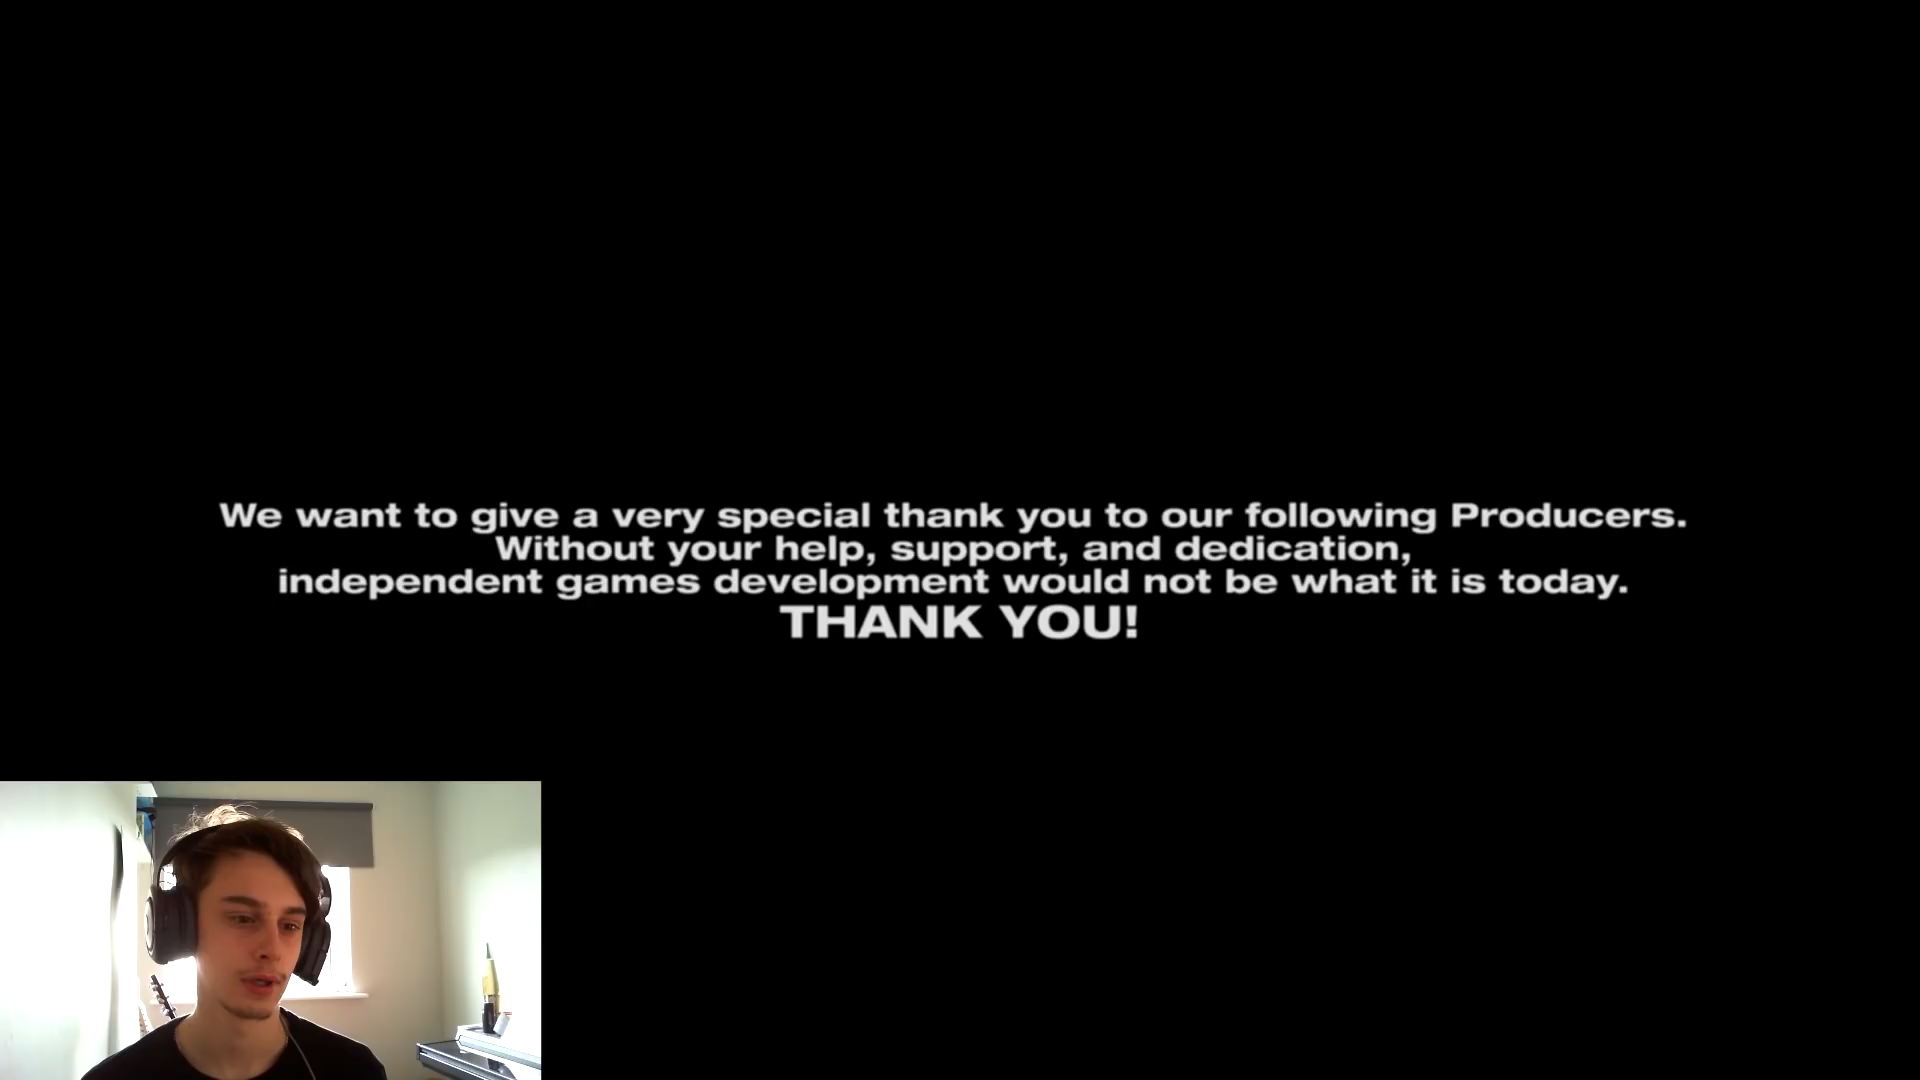 We want to give a very special thank you to our following Producers.
Without your help, support, and dedication,
independent games development would not be what it is today.
THANK YOU!